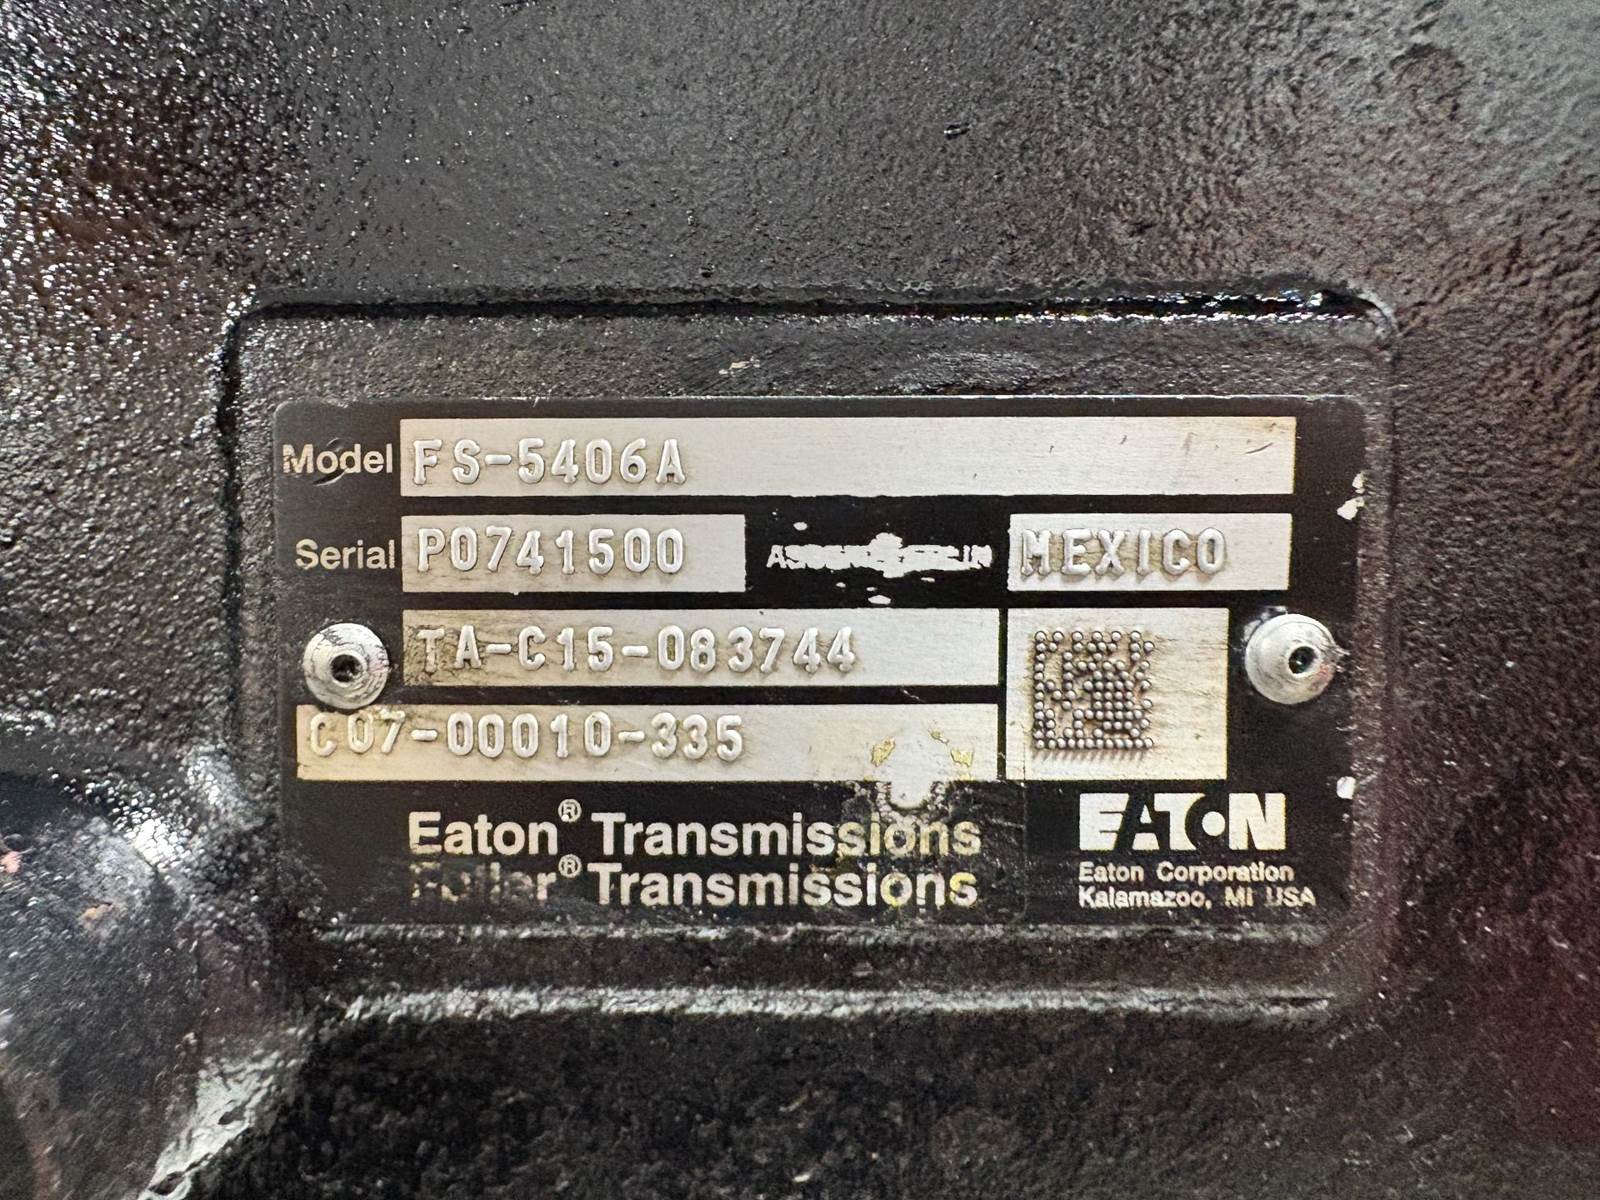 Model FS-5406A
Serial P0741500 MEXICO
TA-C15-083744
C07-00010-335
Eaton® Transmissions
Fuller® Transmissions
EATON
Eaton Corporation
Kalamazoo, MI USA